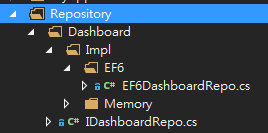 Repository
Dashboard
Impl
EF6
C# EF6DashboardRepo.cs
Memory
C# IDashboardRepo.cs